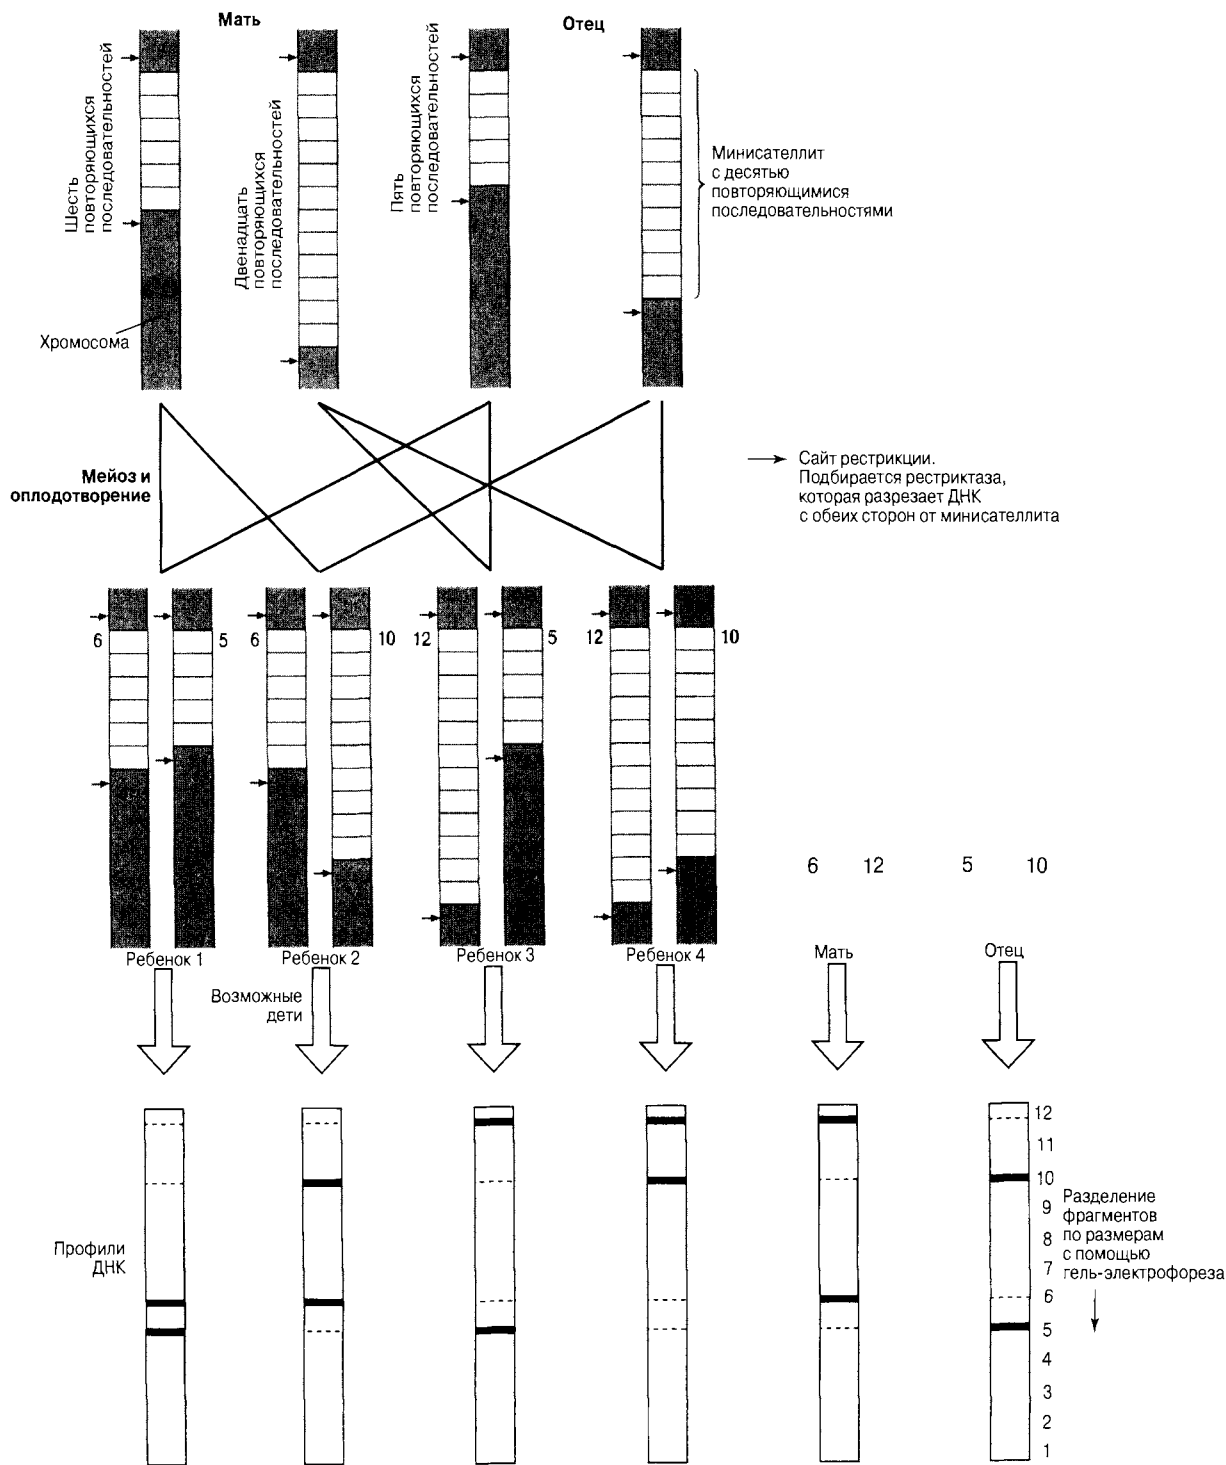 Мать
Отец
Шесть
повторяющихся
последовательностей
Двенадцать
повторяющихся
последовательностей
Пять
повторяющихся
последовательностей
Минисателлит
с десятью
повторяющимися
последовательностями
Хромосома
Мейоз и
оплодотворение
Сайт рестрикции.
Подбирается рестриктаза,
которая разрезает ДНК
с обеих сторон от минисателлита
6 5 6 10 12 5 12 10
6 12 5 10
Ребенок 1 Ребенок 2 Ребенок 3 Ребенок 4 Мать Отец
Возможные
дети
Профили
ДНК
12
11
10
9
8
7
6
5
4
3
2
1
Разделение
фрагментов
по размерам
с помощью
гель-электрофореза